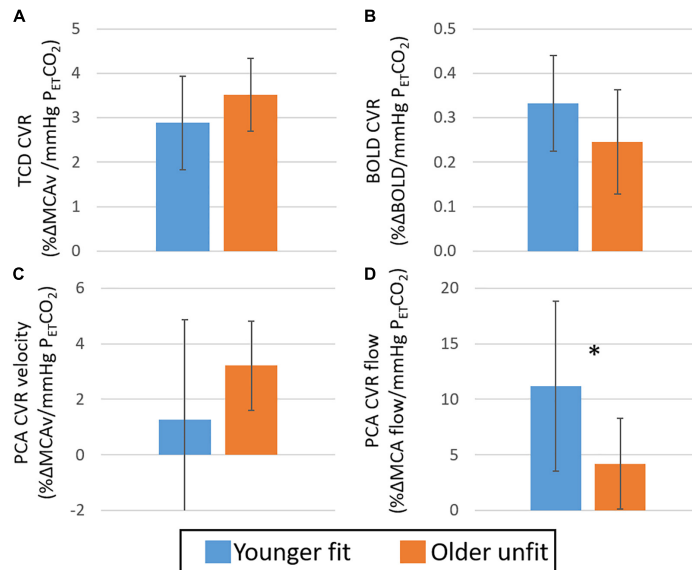 A
TCD CVR
(%ΔMCAv /mmHg PETCO2)
5
4
3
2
1
0
B
BOLD CVR
(%ΔBOLD/mmHg PETCO2)
0.5
0.4
0.3
0.2
0.1
0.0
C
PCA CVR velocity
(%ΔMCAv/mmHg PETCO2)
6
4
2
0
-2
D
PCA CVR flow
(%ΔMCA flow/mmHg PETCO2)
20
15
10
5
0
*
Younger fit
Older unfit